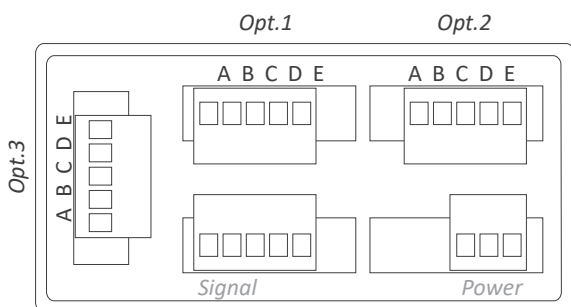 Opt.1 Opt.2
A B C D E A B C D E
Opt.3
A B C D E
Signal Power